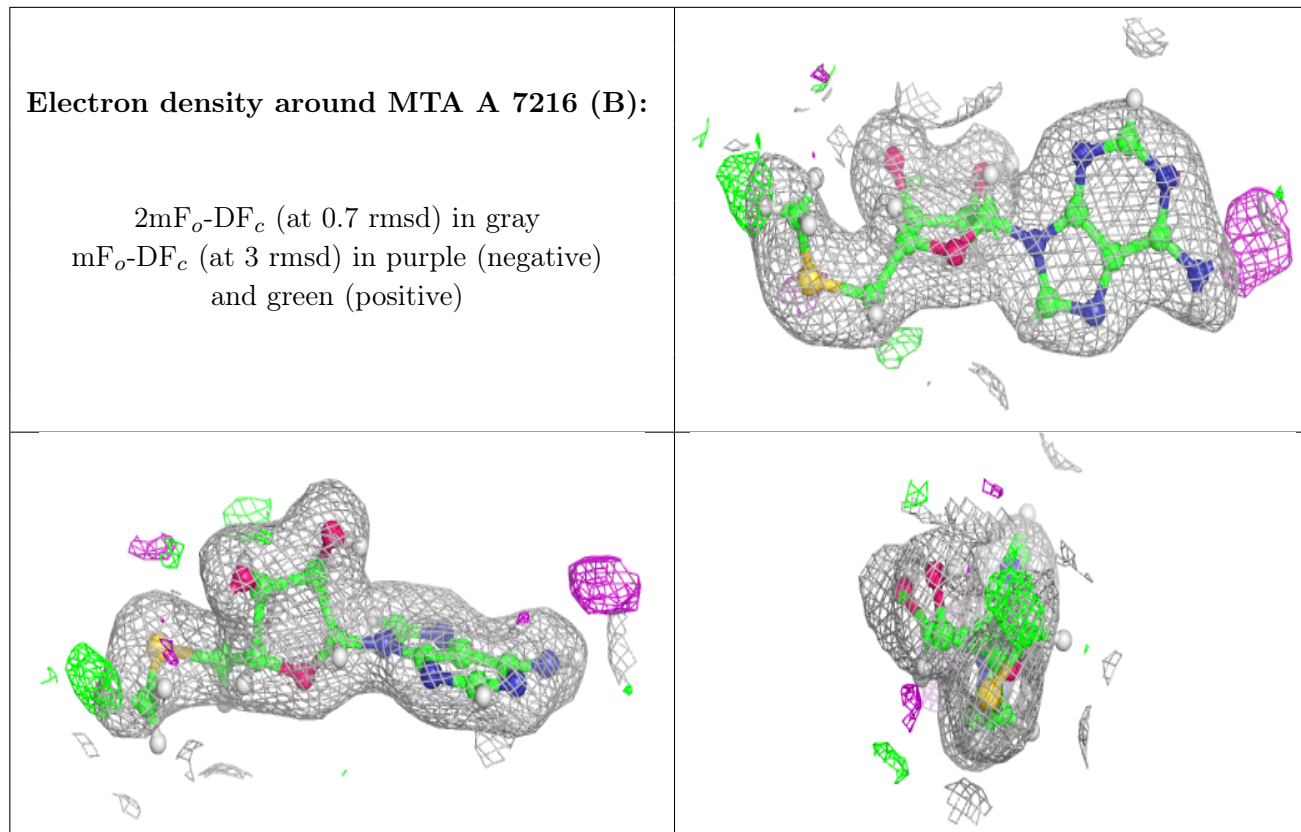 Electron density around MTA A 7216 (B):
2mFₒ-DF𝒸 (at 0.7 rmsd) in gray
mFₒ-DF𝒸 (at 3 rmsd) in purple (negative)
and green (positive)